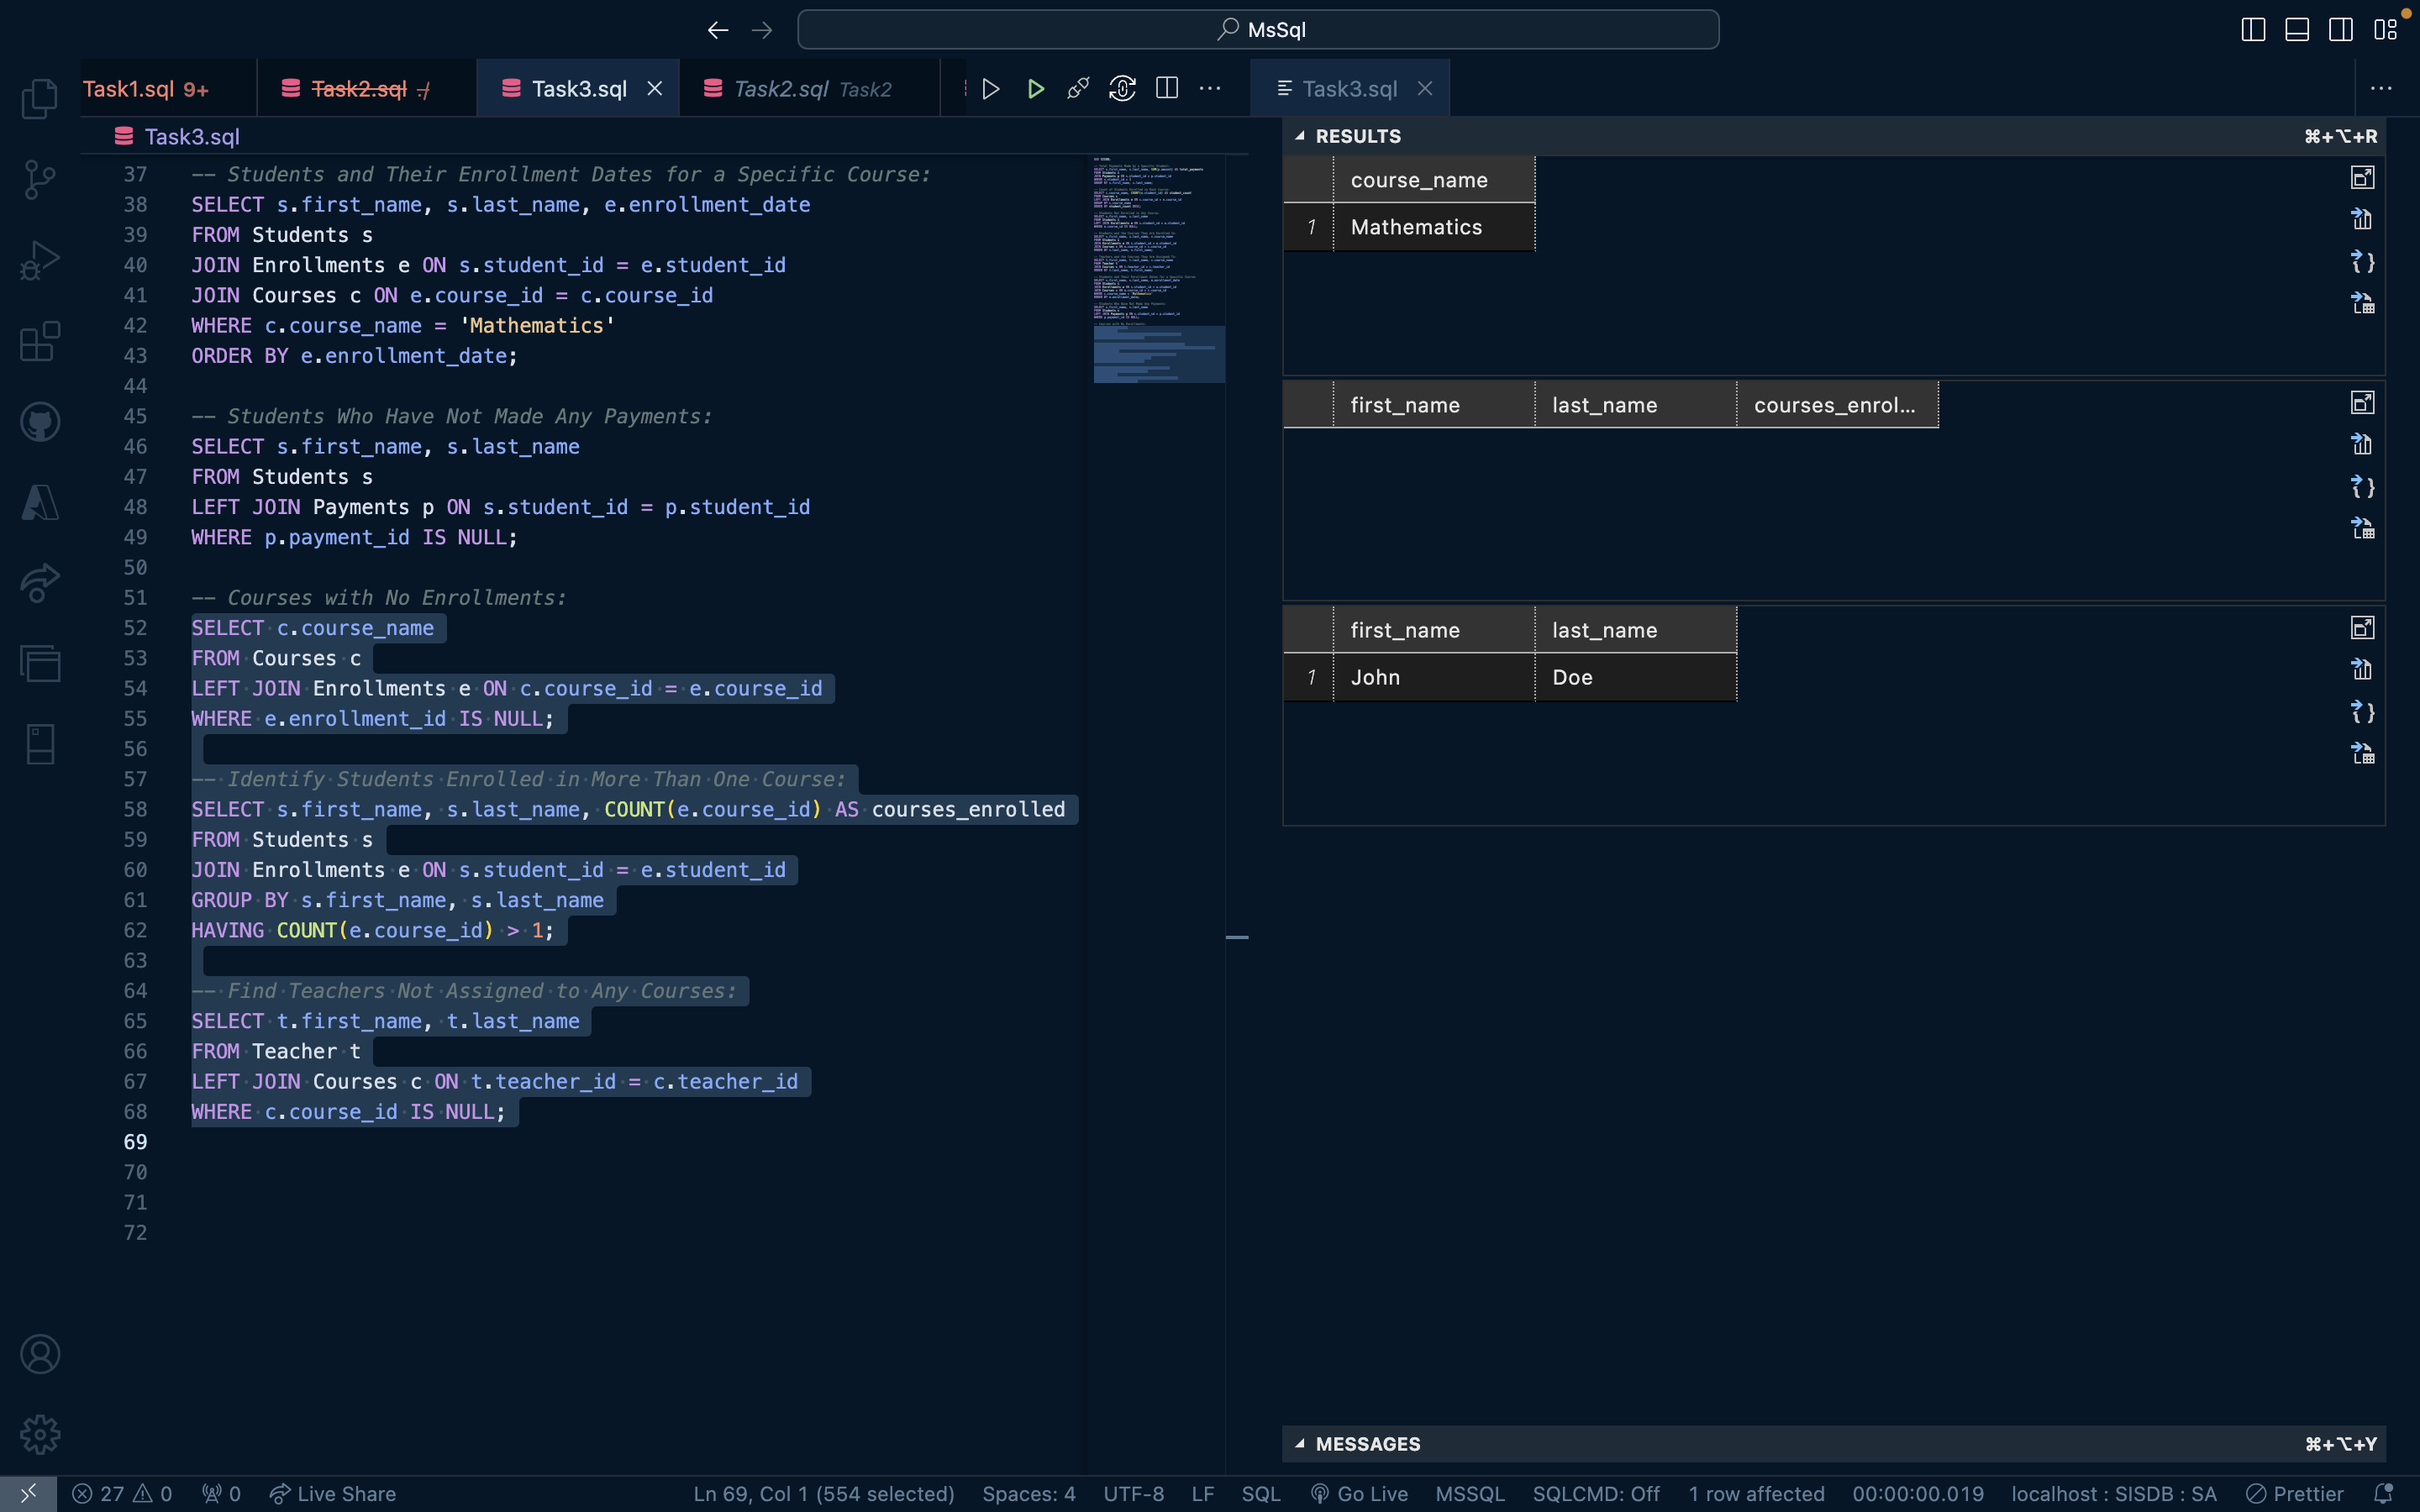 MsSql
Task1.sql 9+
Task2.sql ./
Task3.sql
Task2.sql Task2
Task3.sql
Task3.sql
37 -- Students and Their Enrollment Dates for a Specific Course:
38 SELECT s.first_name, s.last_name, e.enrollment_date
39 FROM Students s
40 JOIN Enrollments e ON s.student_id = e.student_id
41 JOIN Courses c ON e.course_id = c.course_id
42 WHERE c.course_name = 'Mathematics'
43 ORDER BY e.enrollment_date;
44
45 -- Students Who Have Not Made Any Payments:
46 SELECT s.first_name, s.last_name
47 FROM Students s
48 LEFT JOIN Payments p ON s.student_id = p.student_id
49 WHERE p.payment_id IS NULL;
50
51 -- Courses with No Enrollments:
52 SELECT c.course_name
53 FROM Courses c
54 LEFT JOIN Enrollments e ON c.course_id = e.course_id
55 WHERE e.enrollment_id IS NULL;
56
57 -- Identify Students Enrolled in More Than One Course:
58 SELECT s.first_name, s.last_name, COUNT(e.course_id) AS courses_enrolled
59 FROM Students s
60 JOIN Enrollments e ON s.student_id = e.student_id
61 GROUP BY s.first_name, s.last_name
62 HAVING COUNT(e.course_id) > 1;
63
64 -- Find Teachers Not Assigned to Any Courses:
65 SELECT t.first_name, t.last_name
66 FROM Teacher t
67 LEFT JOIN Courses c ON t.teacher_id = c.teacher_id
68 WHERE c.course_id IS NULL;
69
70
71
72
RESULTS ⌘+⌥+R
course_name
1 Mathematics
first_name last_name courses_enrol...
first_name last_name
1 John Doe
MESSAGES ⌘+⌥+Y
27 0 0 Live Share Ln 69, Col 1 (554 selected) Spaces: 4 UTF-8 LF SQL Go Live MSSQL SQLCMD: Off 1 row affected 00:00:00.019 localhost : SISDB : SA Prettier